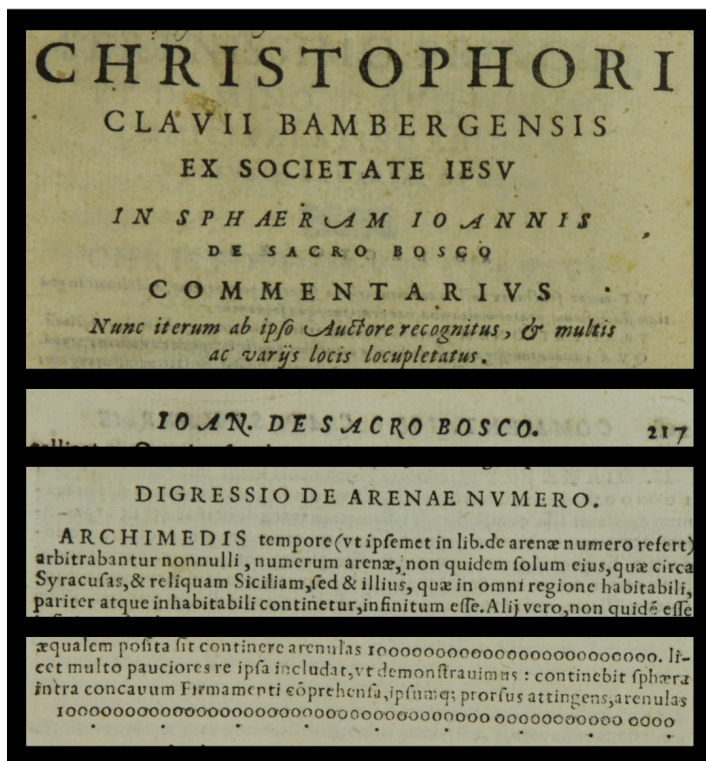 CHRISTOPHORI
CLAVII BAMBERGENSIS
EX SOCIETATE IESV
IN SPHAERAM IOANNIS
DE SACRO BOSCO
COMMENTARIVS
Nunc iterum ab ipſo Auctore recognitus, & multis
ac varijs locis locupletatus.
IOAN. DE SACRO BOSCO. 217
DIGRESSIO DE ARENAE NVMERO.
ARCHIMEDIS tempore (vt ipſemet in lib. de arenæ numero refert)
arbitrabantur nonnulli, numerum arenæ, non quidem ſolum eius, quæ circa
Syracuſas, & reliquam Siciliam, ſed & illius, quæ in omni regione habitabili,
pariter atque inhabitabili continetur, infinitum eſſe. Alij vero, non quidē eſſe
æqualem poſita ſit continere arenulas 1000000000000000000000000. li-
cet multo pauciores re ipſa includat, vt demonſtrauimus : continebit ſphæra
intra concauum Firmamenti cōprehenſa, ipſumq; prorſus attingens, arenulas
1000000000000000000000000000000000000 00000000000 0000